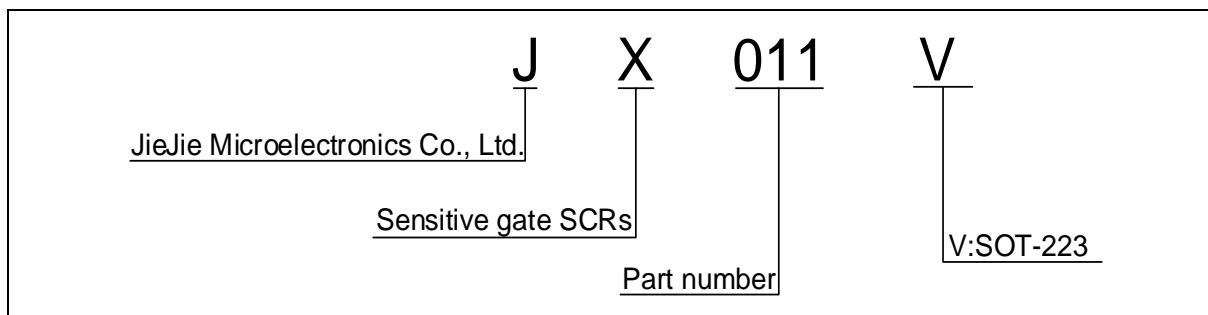 J X 011 V
JieJie Microelectronics Co., Ltd.
Sensitive gate SCRs
V:SOT-223
Part number